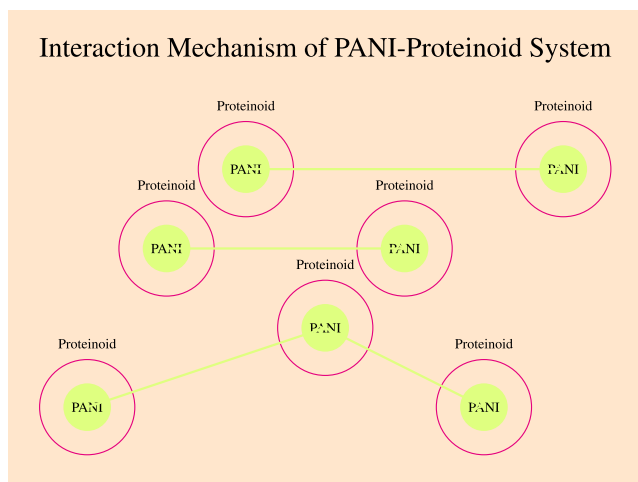 Interaction Mechanism of PANI-Proteinoid System
Proteinoid
Proteinoid
PANI
PANI
Proteinoid
Proteinoid
PANI
PANI
Proteinoid
PANI
Proteinoid
Proteinoid
PANI
PANI